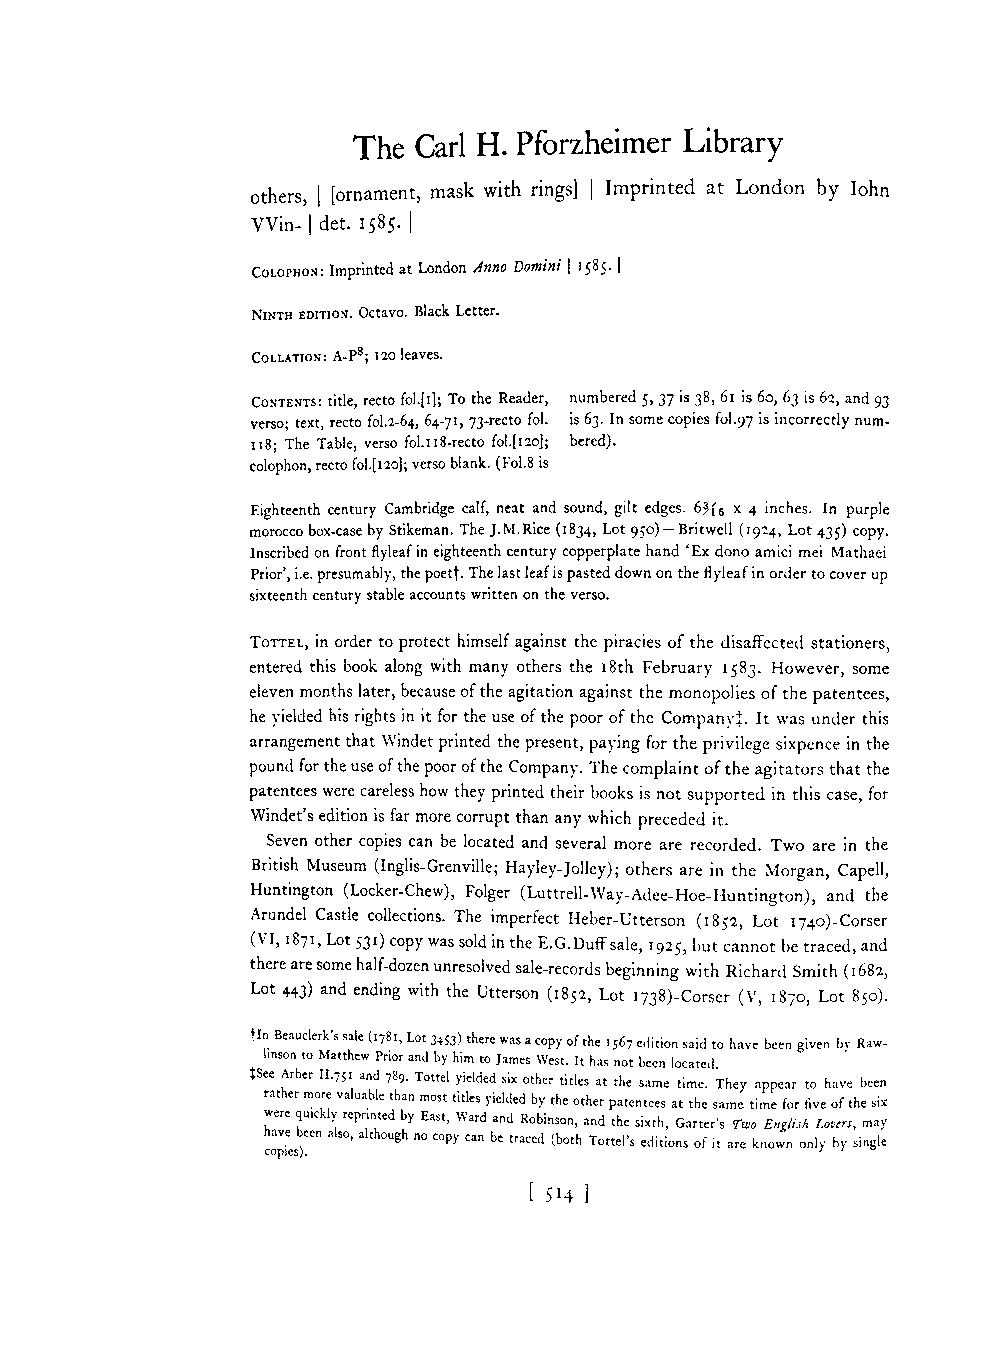 The Carl H. Pforzheimer Library
others, | [ornament, mask with rings] | Imprinted at London by Iohn
VVin- | det. 1585. |
COLOPHON: Imprinted at London Anno Domini | 1585. |
NINTH EDITION. Octavo. Black Letter.
COLLATION: A-P⁸; 120 leaves.
CONTENTS: title, recto fol.[1]; To the Reader,
verso; text, recto fol.2-64, 64-71, 73-recto fol.
118; The Table, verso fol.118-recto fol.[120];
colophon, recto fol.[120]; verso blank. (Fol.8 is
numbered 5, 37 is 38, 61 is 60, 63 is 62, and 93
is 63. In some copies fol.97 is incorrectly num-
bered).
Eighteenth century Cambridge calf, neat and sound, gilt edges. x 4 inches. In purple
morocco box-case by Stikeman. The J.M.Rice (1834, Lot 950)—Britwell (1924, Lot 435) copy.
Inscribed on front flyleaf in eighteenth century copperplate hand ‘Ex dono amici mei Mathaei
Prior’, i.e. presumably, the poet†. The last leaf is pasted down on the flyleaf in order to cover up
sixteenth century stable accounts written on the verso.
TOTTEL, in order to protect himself against the piracies of the disaffected stationers,
entered this book along with many others the 18th February 1583. However, some
eleven months later, because of the agitation against the monopolies of the patentees,
he yielded his rights in it for the use of the poor of the Company‡. It was under this
arrangement that Windet printed the present, paying for the privilege sixpence in the
pound for the use of the poor of the Company. The complaint of the agitators that the
patentees were careless how they printed their books is not supported in this case, for
Windet's edition is far more corrupt than any which preceded it.
Seven other copies can be located and several more are recorded. Two are in the
British Museum (Inglis-Grenville; Hayley-Jolley); others are in the Morgan, Capell,
Huntington (Locker-Chew), Folger (Luttrell-Way-Adee-Hoe-Huntington), and the
Arundel Castle collections. The imperfect Heber-Utterson (1852, Lot 1740)-Corser
(VI, 1871, Lot 531) copy was sold in the E.G.Duff sale, 1925, but cannot be traced, and
there are some half-dozen unresolved sale-records beginning with Richard Smith (1682,
Lot 443) and ending with the Utterson (1852, Lot 1738)-Corser (V, 1870, Lot 850).
†In Beauclerk's sale (1781, Lot 3453) there was a copy of the 1567 edition said to have been given by Raw-
linson to Matthew Prior and by him to James West. It has not been located.
‡See Arber II.751 and 789. Tottel yielded six other titles at the same time. They appear to have been
rather more valuable than most titles yielded by the other patentees at the same time for five of the six
were quickly reprinted by East, Ward and Robinson, and the sixth, Garter's Two English Lovers, may
have been also, although no copy can be traced (both Tottel's editions of it are known only by single
copies).
[ 514 ]